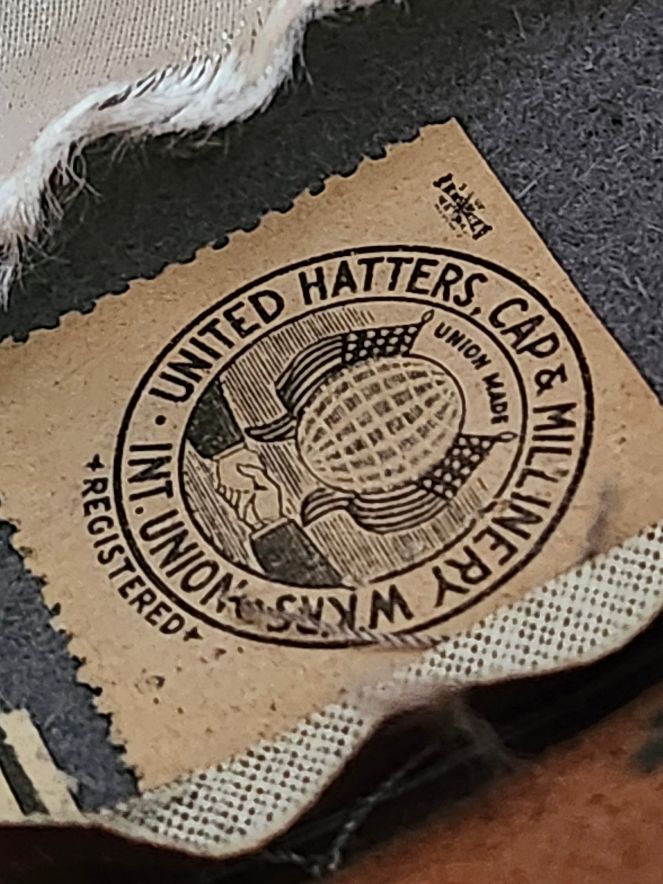 · UNITED HATTERS, CAP & MILLINERY WKRS. INT. UNION
UNION MADE
REGISTERED